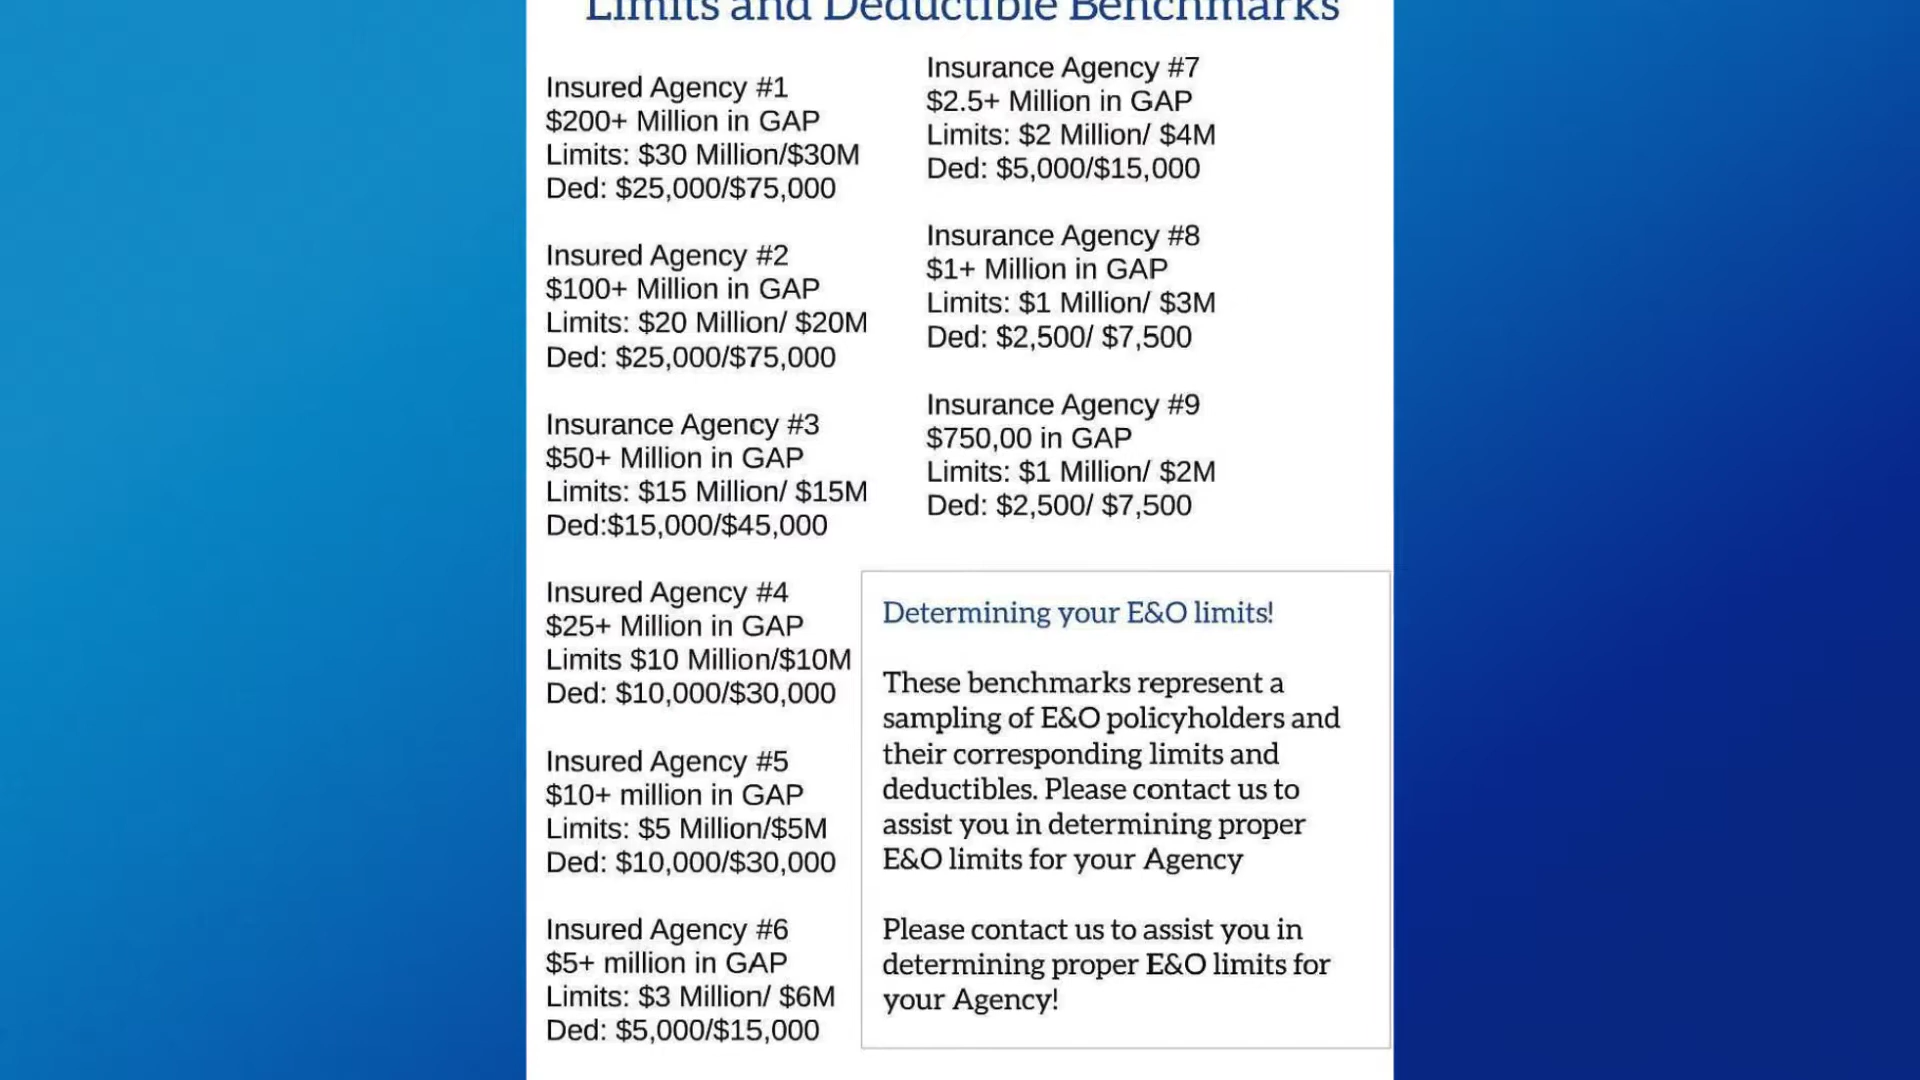 Limits and Deductible Benchmarks
Insured Agency #1
$200+ Million in GAP
Limits: $30 Million/$30M
Ded: $25,000/$75,000
Insured Agency #2
$100+ Million in GAP
Limits: $20 Million/ $20M
Ded: $25,000/$75,000
Insurance Agency #3
$50+ Million in GAP
Limits: $15 Million/ $15M
Ded:$15,000/$45,000
Insured Agency #4
$25+ Million in GAP
Limits $10 Million/$10M
Ded: $10,000/$30,000
Insured Agency #5
$10+ million in GAP
Limits: $5 Million/$5M
Ded: $10,000/$30,000
Insured Agency #6
$5+ million in GAP
Limits: $3 Million/ $6M
Ded: $5,000/$15,000
Insurance Agency #7
$2.5+ Million in GAP
Limits: $2 Million/ $4M
Ded: $5,000/$15,000
Insurance Agency #8
$1+ Million in GAP
Limits: $1 Million/ $3M
Ded: $2,500/ $7,500
Insurance Agency #9
$750,00 in GAP
Limits: $1 Million/ $2M
Ded: $2,500/ $7,500
Determining your E&O limits!
These benchmarks represent a
sampling of E&O policyholders and
their corresponding limits and
deductibles. Please contact us to
assist you in determining proper
E&O limits for your Agency
Please contact us to assist you in
determining proper E&O limits for
your Agency!